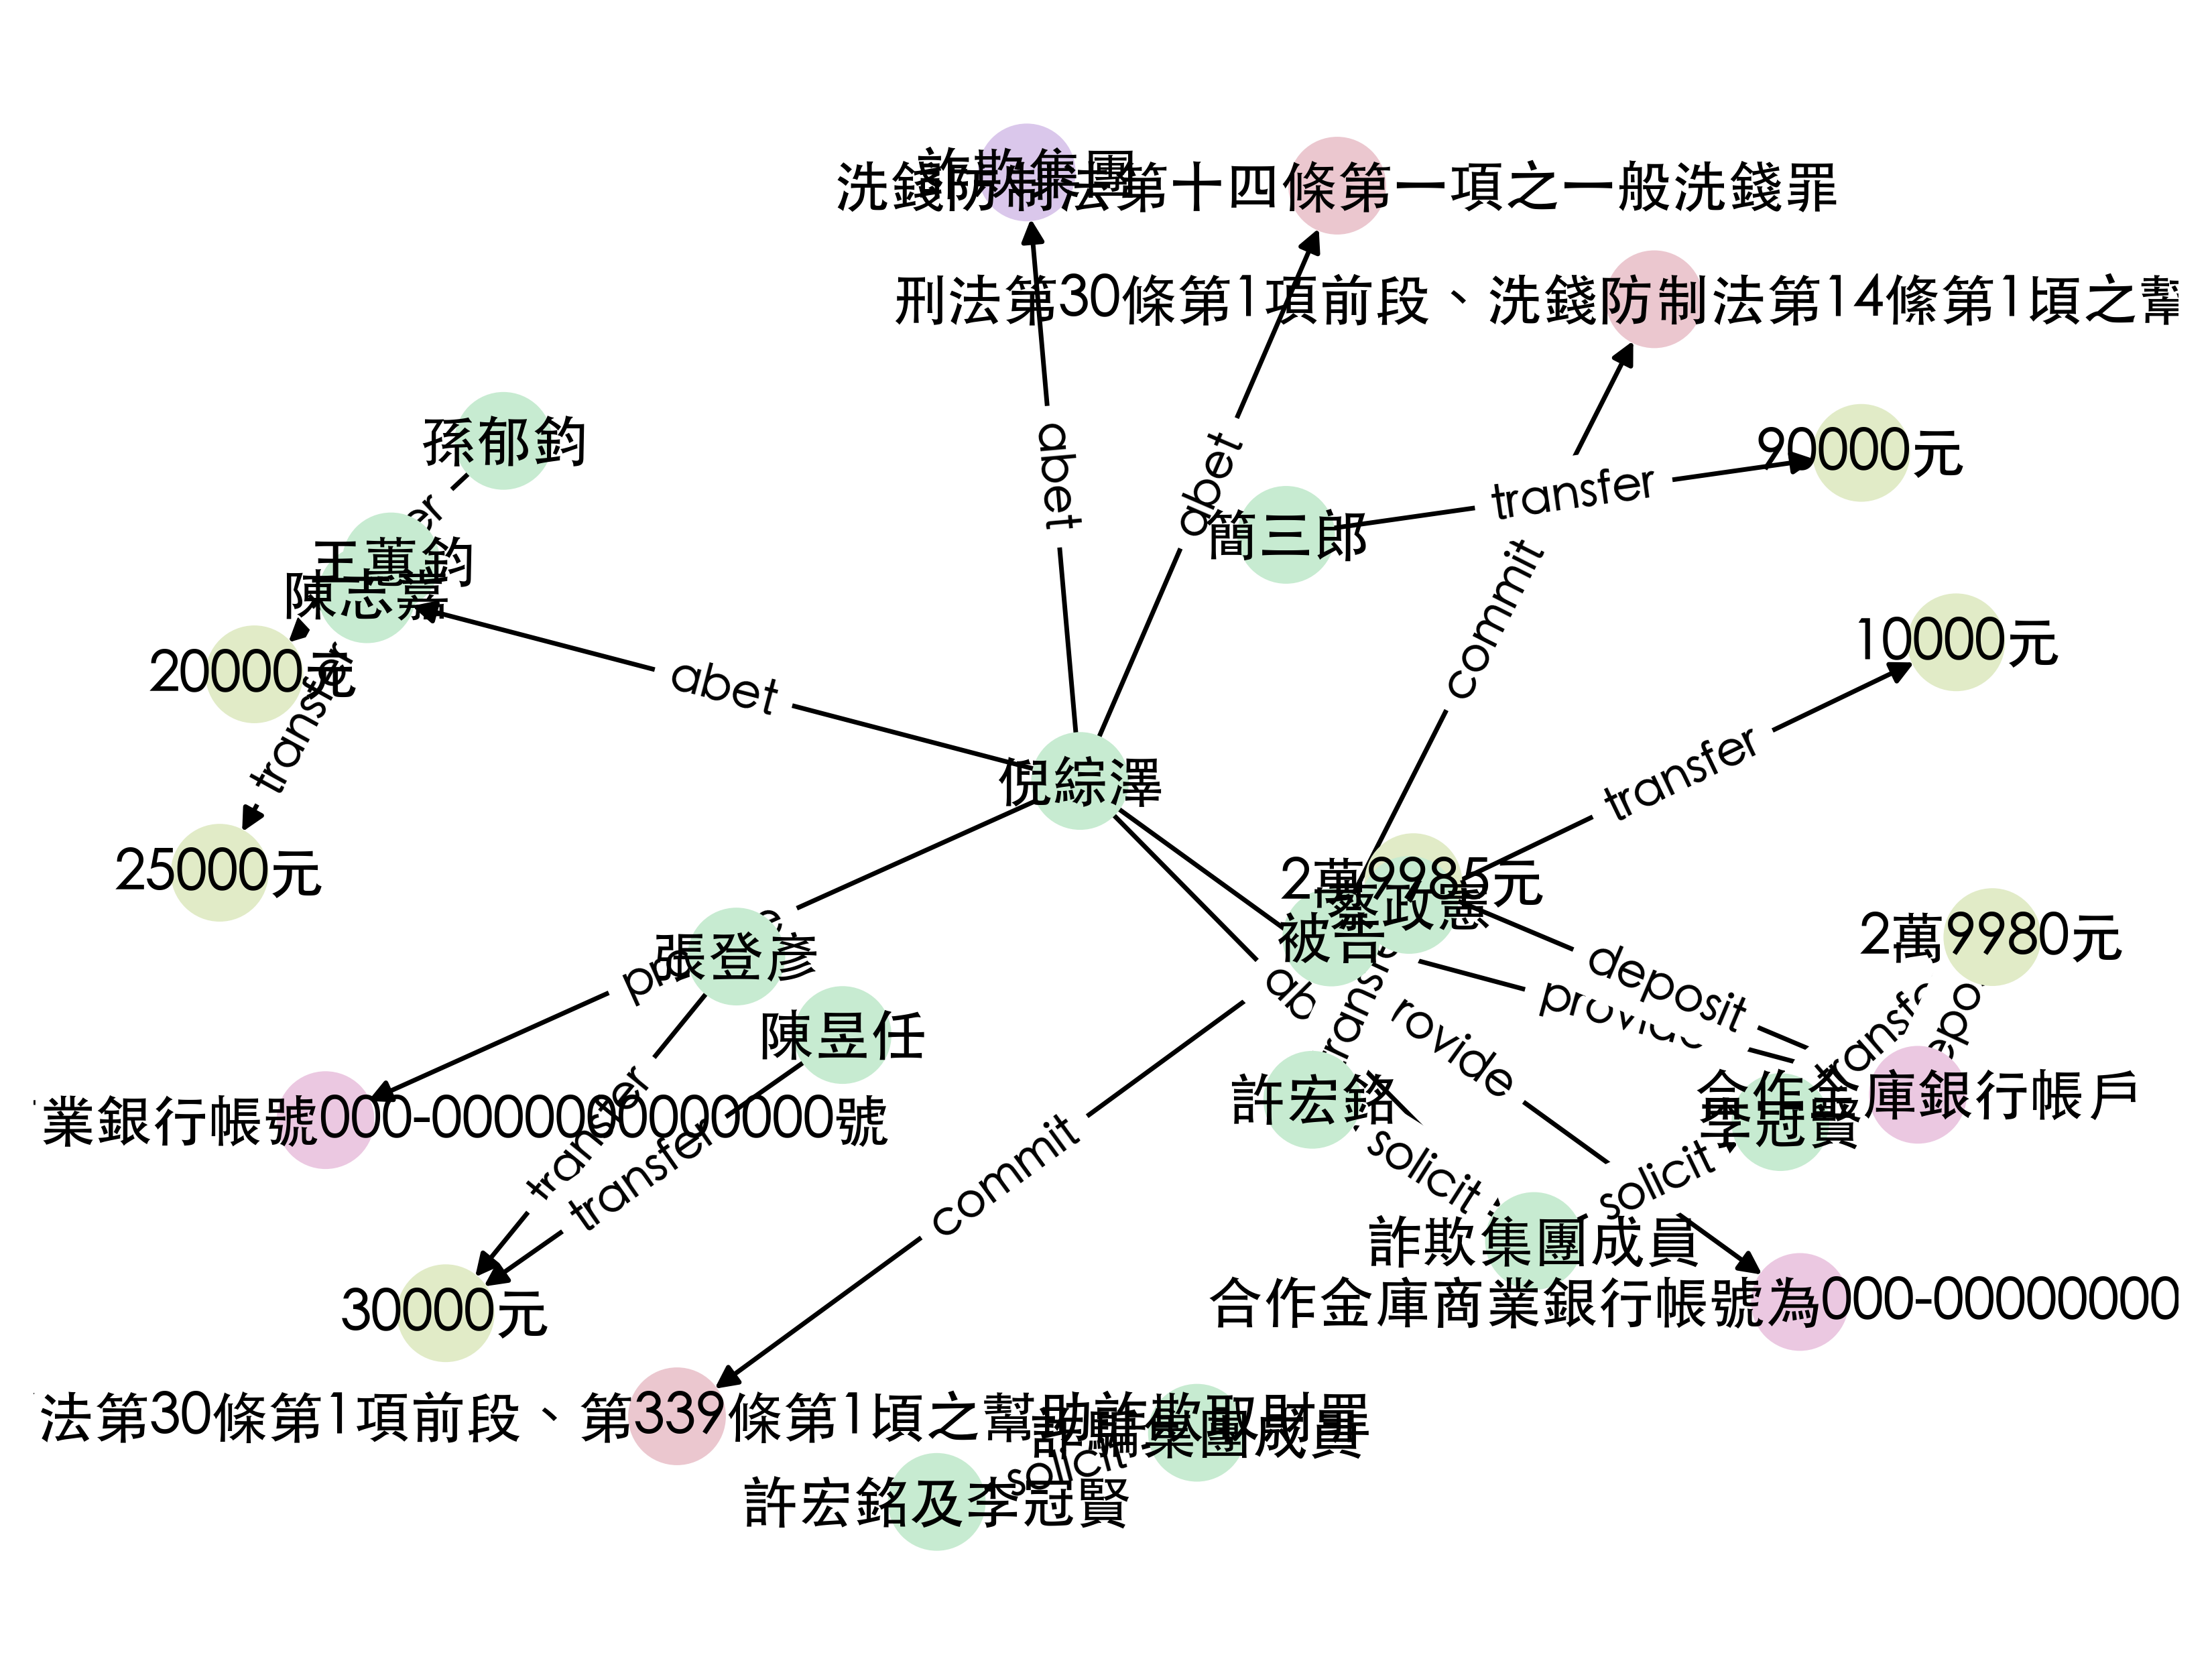 詐欺集團
洗錢防制法第十四條第一項之一般洗錢罪
刑法第30條第1項前段、洗錢防制法第14條第1頃之幫
孫郁鈞
90000元
abet
abet
transfer
簡三郎
王蕙鈞
陳志嘉
commit
10000元
20000元
transfer
abet
transfer
倪綜澤
25000元
2萬9985元
蔡政憲
被告
2萬9980元
張登彥
deposit
provide
陳昱任
rovide
許宏銘
合作金庫銀行帳戶
李冠賢
業銀行帳號000-0000000000000號
transfer
transfer
commit
solicit
solicit
詐欺集團成員
合作金庫商業銀行帳號為000-00000000
30000元
法第30條第1項前段、第339條第1頃之幫助詐欺取財罪
詐騙集團成員
solicit
許宏銘及李冠賢